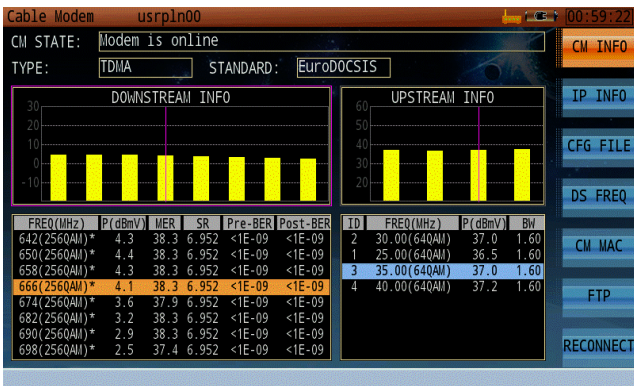 Cable Modem usrpln00 00:59:22
CM STATE: Modem is online
TYPE: TDMA STANDARD: EuroDOCSIS
CM INFO
IP INFO
CFG FILE
DS FREQ
CM MAC
FTP
RECONNECT
DOWNSTREAM INFO
30
20
10
0
-10
UPSTREAM INFO
60
50
40
30
20
FREQ(MHz) P(dBmV) MER SR Pre-BER Post-BER
642(256QAM)* 4.3 38.3 6.952 <1E-09 <1E-09
650(256QAM)* 4.4 38.3 6.952 <1E-09 <1E-09
658(256QAM)* 4.3 38.3 6.952 <1E-09 <1E-09
666(256QAM)* 4.1 38.3 6.952 <1E-09 <1E-09
674(256QAM)* 3.6 37.9 6.952 <1E-09 <1E-09
682(256QAM)* 3.2 38.3 6.952 <1E-09 <1E-09
690(256QAM)* 2.9 38.3 6.952 <1E-09 <1E-09
698(256QAM)* 2.5 37.4 6.952 <1E-09 <1E-09
ID FREQ(MHz) P(dBmV) BW
2 30.00(64QAM) 37.0 1.60
1 25.00(64QAM) 36.5 1.60
3 35.00(64QAM) 37.0 1.60
4 40.00(64QAM) 37.2 1.60